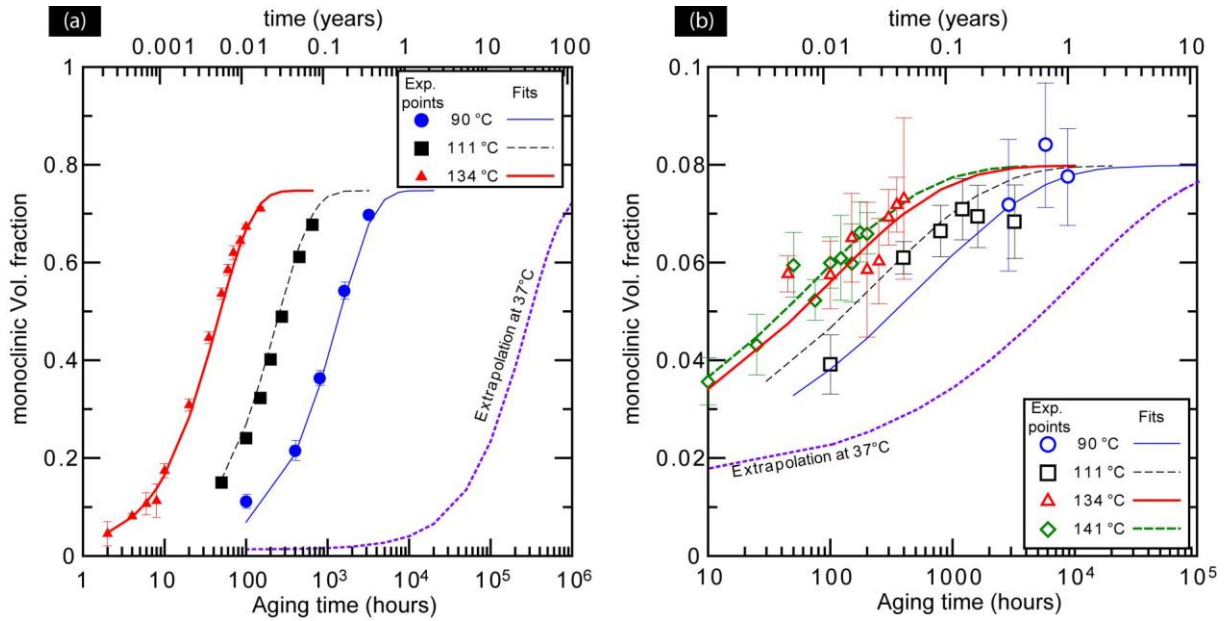 (a)
time (years)
0.001 0.01 0.1 1 10 100
monoclinic Vol. fraction
1
0.8
0.6
0.4
0.2
0
Exp. points Fits
90 °C
111 °C
134 °C
Extrapolation at 37°C
1 10 100 10³ 10⁴ 10⁵ 10⁶
Aging time (hours)
(b)
time (years)
0.01 0.1 1 10
monoclinic Vol. fraction
0.1
0.08
0.06
0.04
0.02
0
Extrapolation at 37°C
Exp. points Fits
90 °C
111 °C
134 °C
141 °C
10 100 1000 10⁴ 10⁵
Aging time (hours)